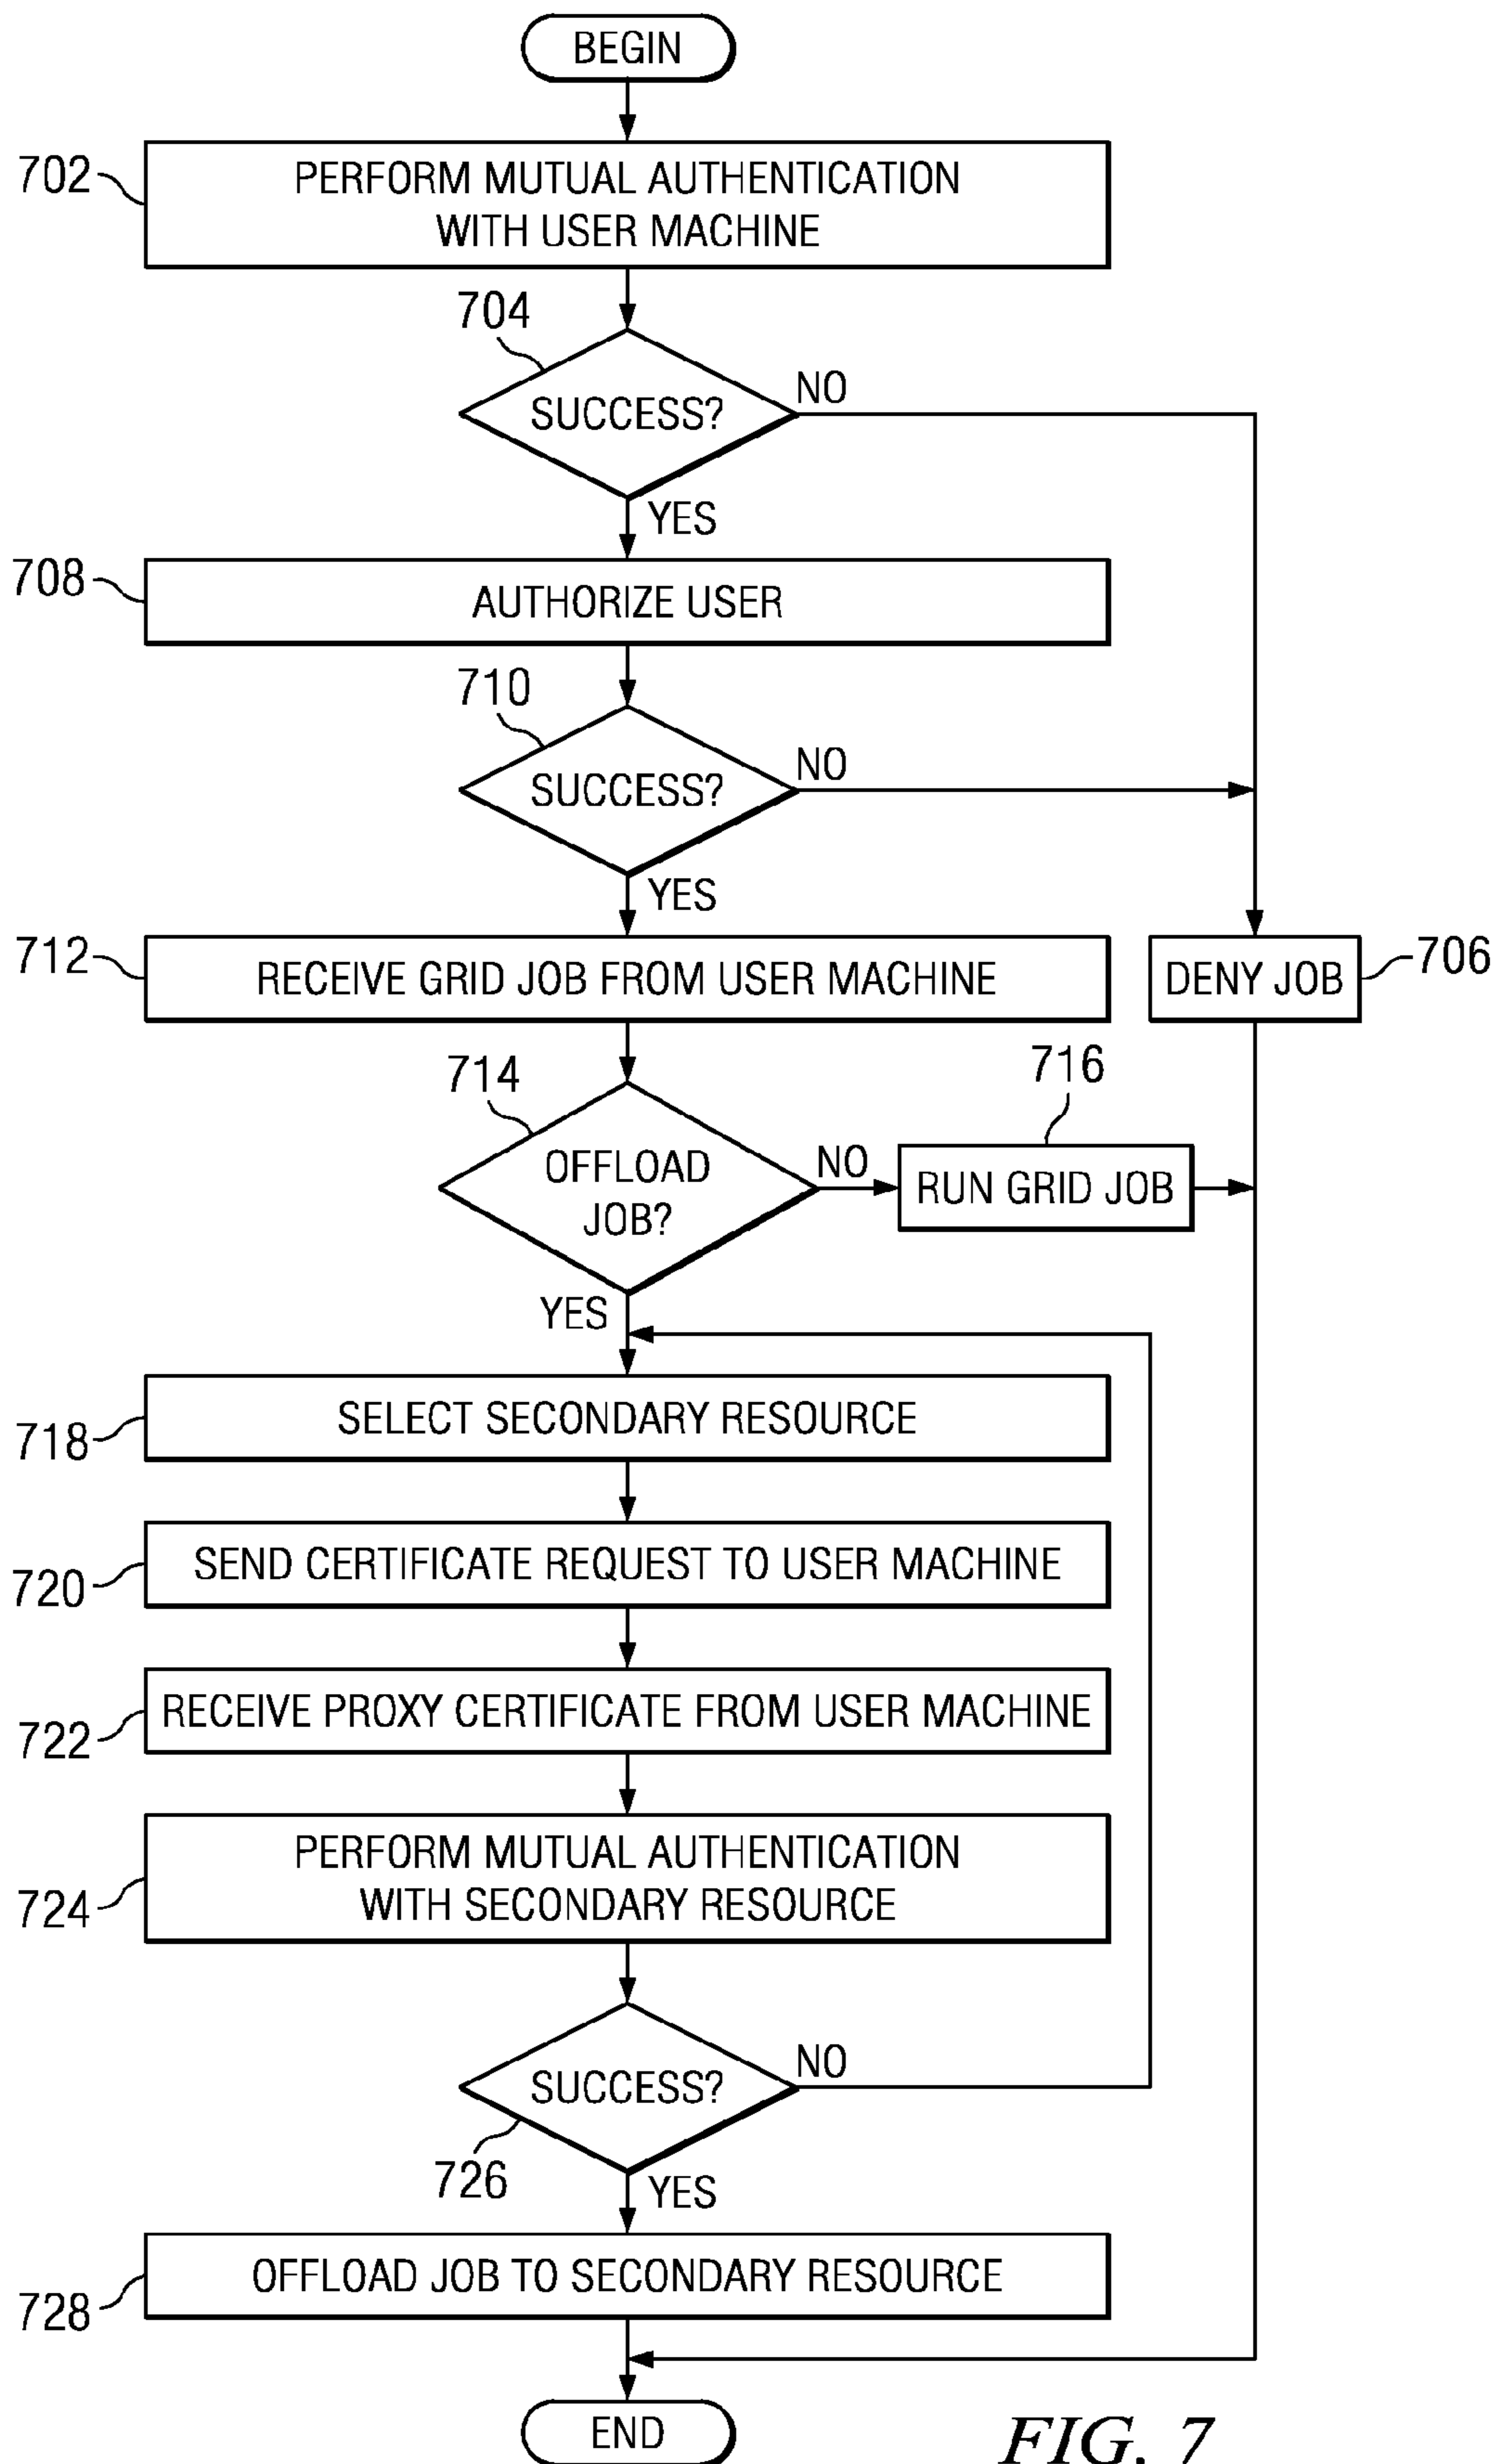 BEGIN
702
PERFORM MUTUAL AUTHENTICATION
WITH USER MACHINE
704
SUCCESS?
NO
YES
708
AUTHORIZE USER
710
SUCCESS?
NO
YES
712
RECEIVE GRID JOB FROM USER MACHINE
DENY JOB
706
714
OFFLOAD
JOB?
NO
716
RUN GRID JOB
YES
718
SELECT SECONDARY RESOURCE
720
SEND CERTIFICATE REQUEST TO USER MACHINE
722
RECEIVE PROXY CERTIFICATE FROM USER MACHINE
724
PERFORM MUTUAL AUTHENTICATION
WITH SECONDARY RESOURCE
SUCCESS?
NO
726
YES
728
OFFLOAD JOB TO SECONDARY RESOURCE
END
FIG. 7